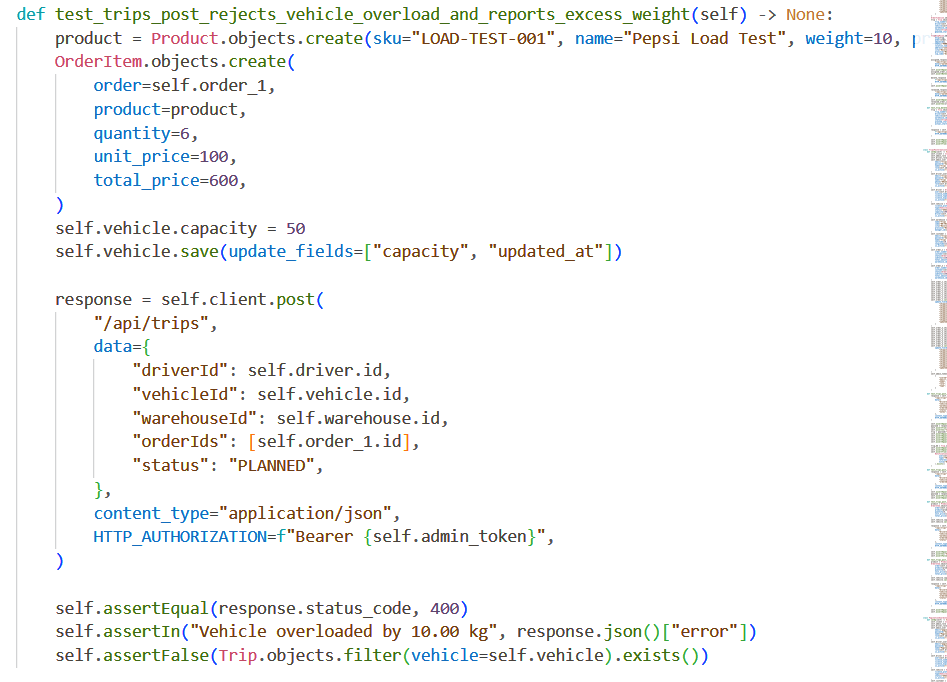 def test_trips_post_rejects_vehicle_overload_and_reports_excess_weight(self) -> None:
    product = Product.objects.create(sku="LOAD-TEST-001", name="Pepsi Load Test", weight=10,
    OrderItem.objects.create(
        order=self.order_1,
        product=product,
        quantity=6,
        unit_price=100,
        total_price=600,
    )
    self.vehicle.capacity = 50
    self.vehicle.save(update_fields=["capacity", "updated_at"])

    response = self.client.post(
        "/api/trips",
        data={
            "driverId": self.driver.id,
            "vehicleId": self.vehicle.id,
            "warehouseId": self.warehouse.id,
            "orderIds": [self.order_1.id],
            "status": "PLANNED",
        },
        content_type="application/json",
        HTTP_AUTHORIZATION=f"Bearer {self.admin_token}",
    )

    self.assertEqual(response.status_code, 400)
    self.assertIn("Vehicle overloaded by 10.00 kg", response.json()["error"])
    self.assertFalse(Trip.objects.filter(vehicle=self.vehicle).exists())